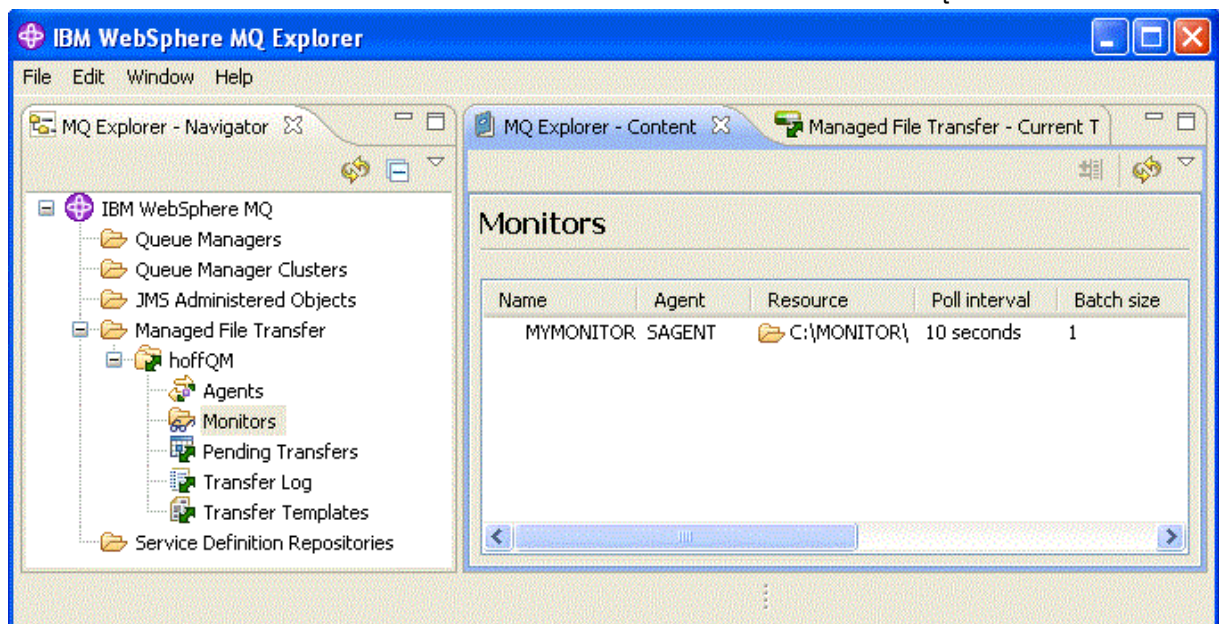 IBM WebSphere MQ Explorer
File Edit Window Help
MQ Explorer - Navigator
MQ Explorer - Content
Managed File Transfer - Current T
IBM WebSphere MQ
Queue Managers
Queue Manager Clusters
JMS Administered Objects
Managed File Transfer
hoffQM
Agents
Monitors
Pending Transfers
Transfer Log
Transfer Templates
Service Definition Repositories
Monitors
Name Agent Resource Poll interval Batch size
MYMONITOR SAGENT C:\MONITOR\ 10 seconds 1